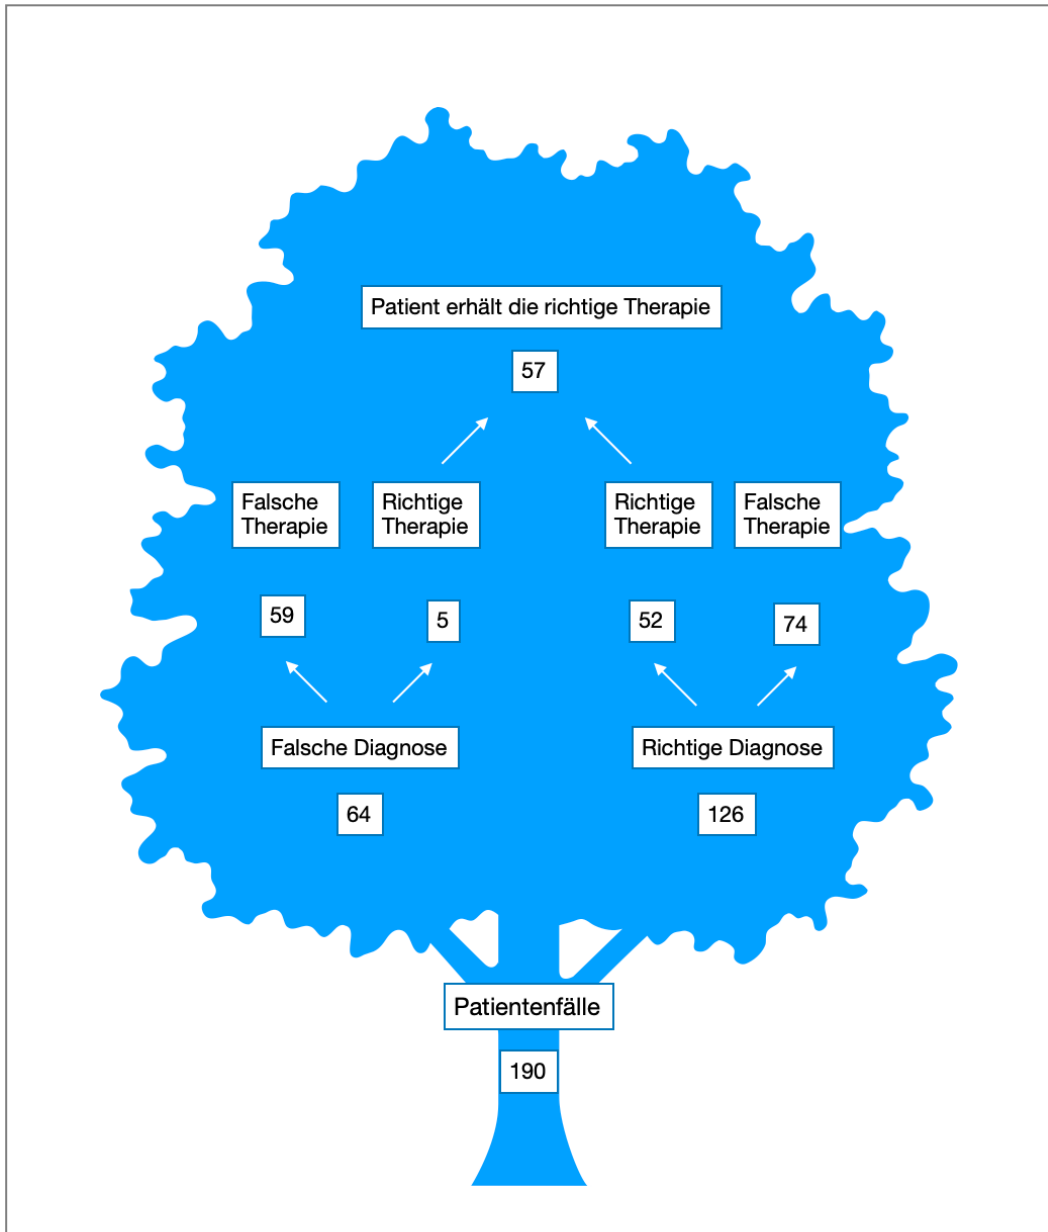 Patient erhält die richtige Therapie
57
Falsche
Therapie
Richtige
Therapie
Richtige
Therapie
Falsche
Therapie
59
5
52
74
Falsche Diagnose
Richtige Diagnose
64
126
Patientenfälle
190